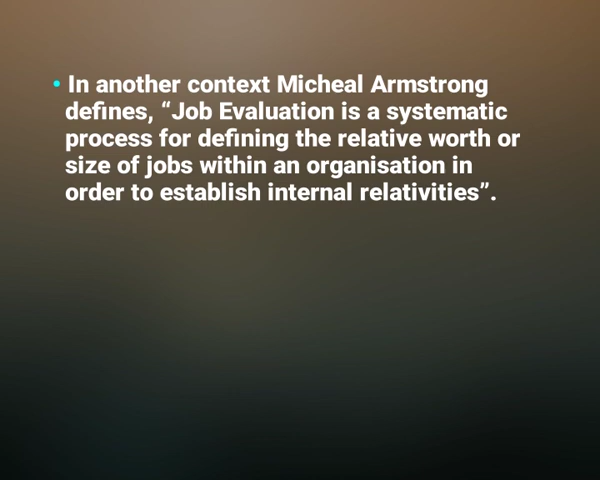 • In another context Micheal Armstrong
defines, “Job Evaluation is a systematic
process for defining the relative worth or
size of jobs within an organisation in
order to establish internal relativities”.